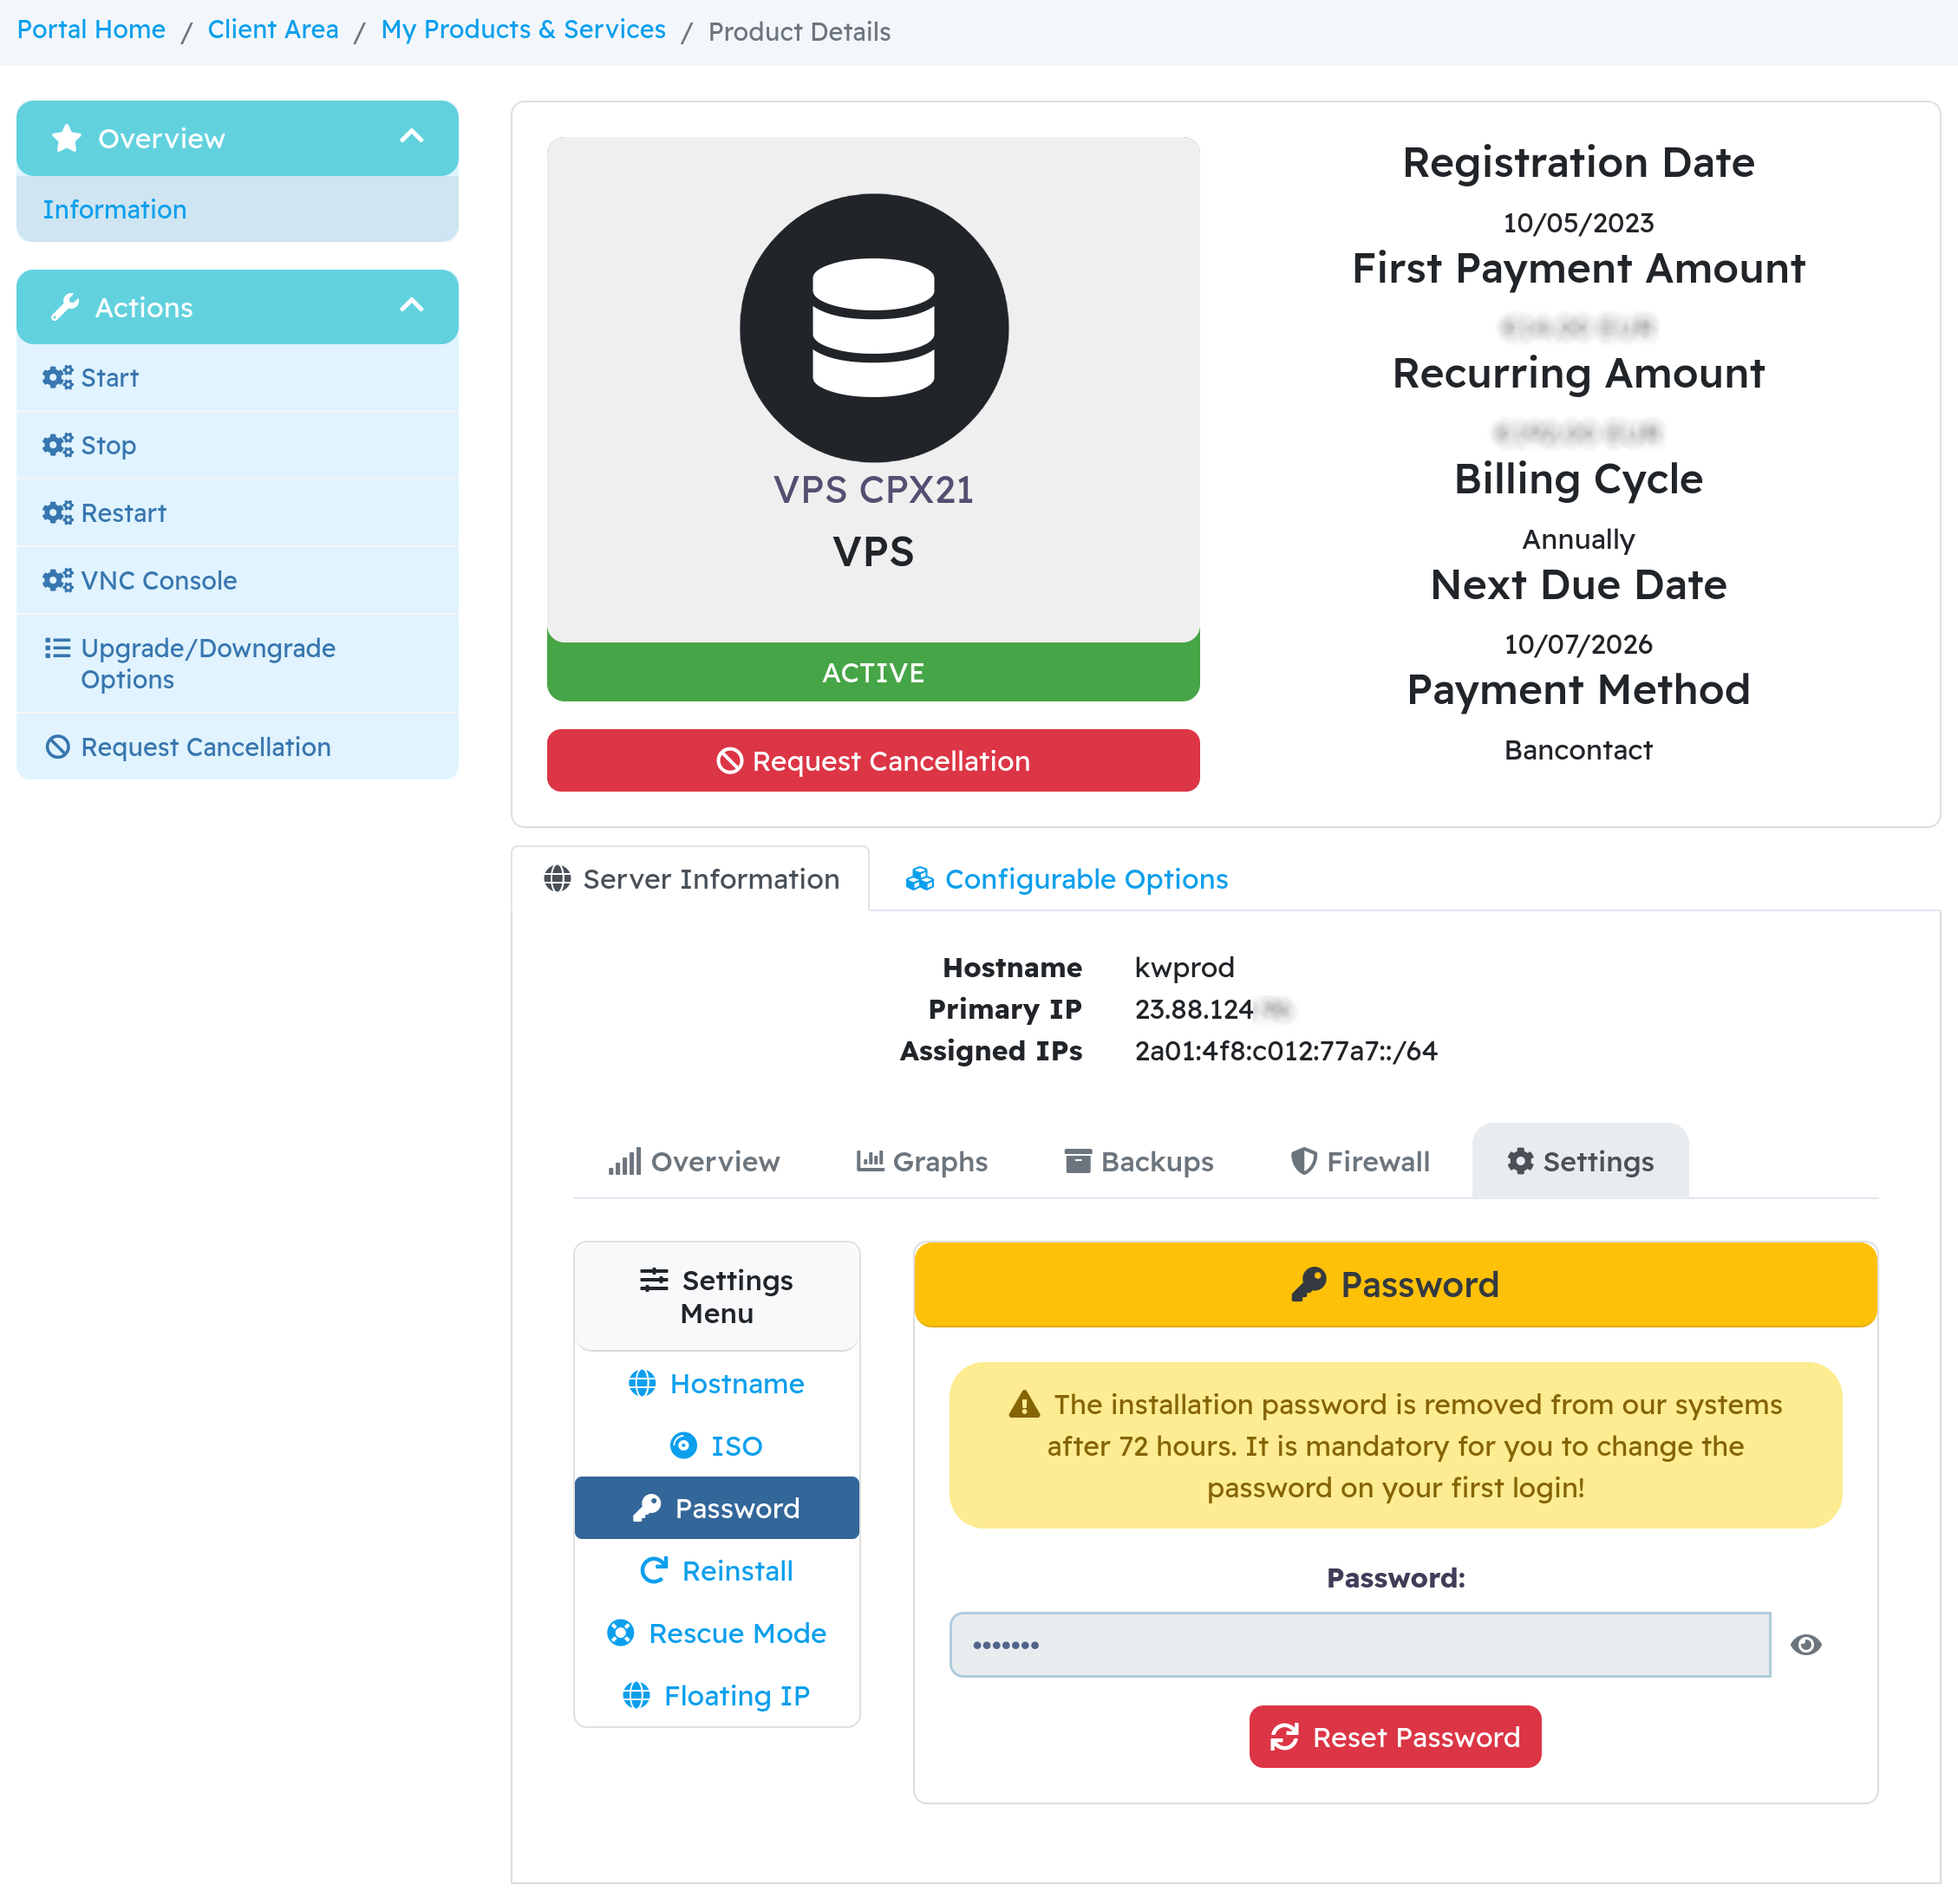 Portal Home / Client Area / My Products & Services / Product Details
Overview
Information
Actions
Start
Stop
Restart
VNC Console
Upgrade/Downgrade
Options
Request Cancellation
VPS CPX21
VPS
ACTIVE
Request Cancellation
Registration Date
10/05/2023
First Payment Amount
Recurring Amount
Billing Cycle
Annually
Next Due Date
10/07/2026
Payment Method
Bancontact
Server Information
Configurable Options
Hostname kwprod
Primary IP 23.88.124
Assigned IPs 2a01:4f8:c012:77a7::/64
Overview Graphs Backups Firewall Settings
Settings
Menu
Hostname
ISO
Password
Reinstall
Rescue Mode
Floating IP
Password
The installation password is removed from our systems
after 72 hours. It is mandatory for you to change the
password on your first login!
Password:
•••••••
Reset Password